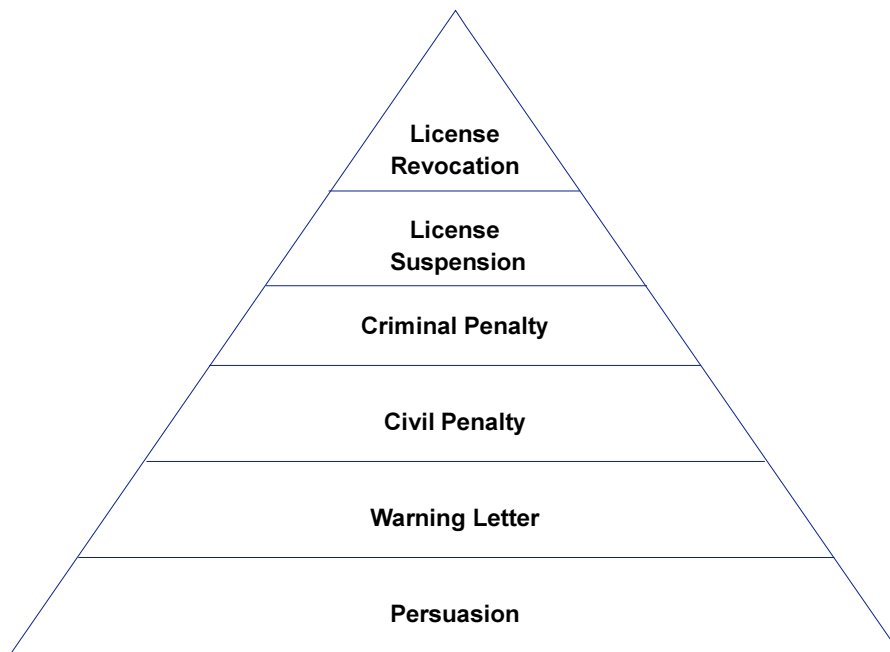 License
Revocation
License
Suspension
Criminal Penalty
Civil Penalty
Warning Letter
Persuasion